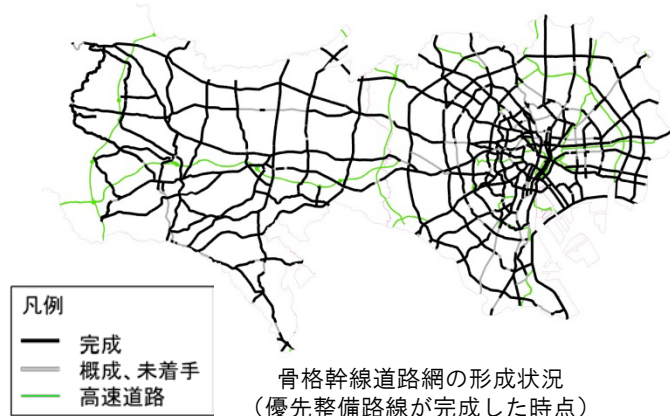 凡例
完成
概成、未着手
高速道路
骨格幹線道路網の形成状況
（優先整備路線が完成した時点）